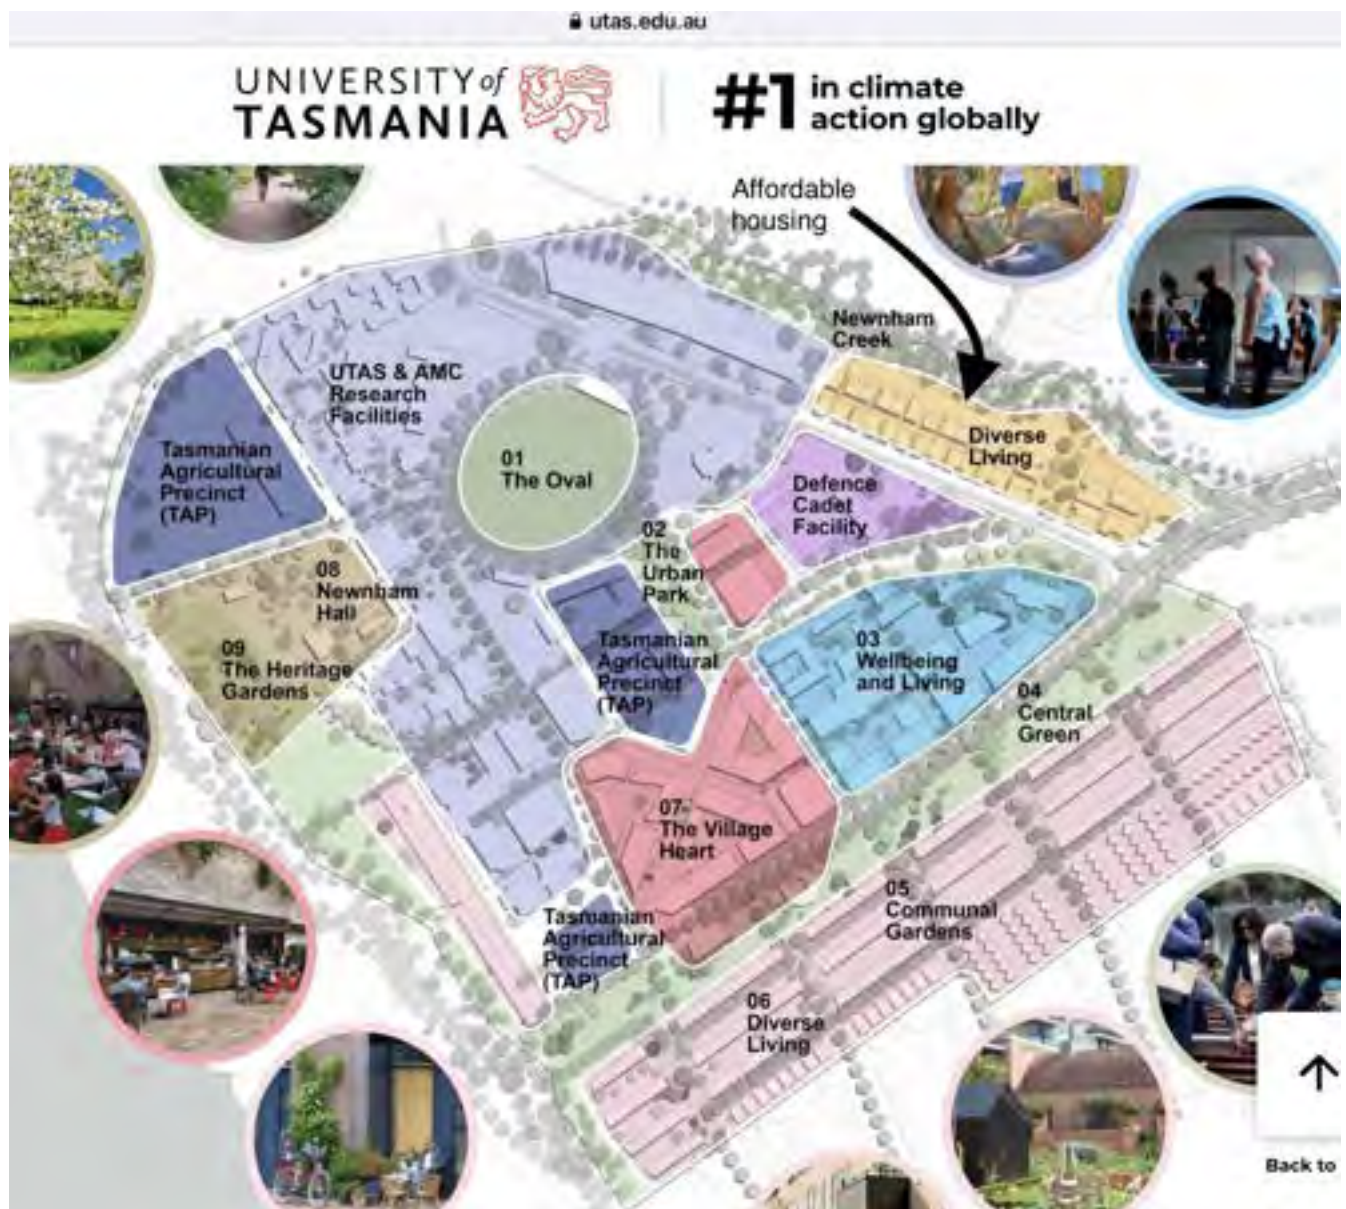 utas.edu.au
UNIVERSITY of
TASMANIA
#1 in climate
action globally
Affordable
housing
Newnham
Creek
UTAS & AMC
Research
Facilities
Tasmanian
Agricultural
Precinct
(TAP)
01
The Oval
Diverse
Living
Defence
Cadet
Facility
02
The
Urban
Park
08
Newnham
Hall
09
The Heritage
Gardens
Tasmanian
Agricultural
Precinct
(TAP)
03
Wellbeing
and Living
04
Central
Green
07
The Village
Heart
05
Communal
Gardens
Tasmanian
Agricultural
Precinct
(TAP)
06
Diverse
Living
Back to